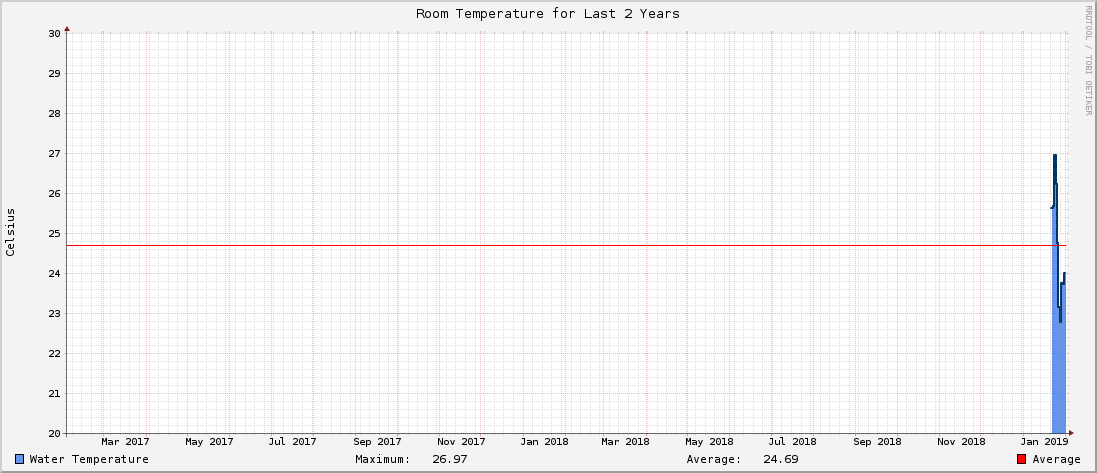 Room Temperature for Last 2 Years
RRDTOOL / TOBI OETIKER
Celsius
30
29
28
27
26
25
24
23
22
21
20
Mar 2017 May 2017 Jul 2017 Sep 2017 Nov 2017 Jan 2018 Mar 2018 May 2018 Jul 2018 Sep 2018 Nov 2018 Jan 2019
Water Temperature Maximum: 26.97 Average: 24.69 Average